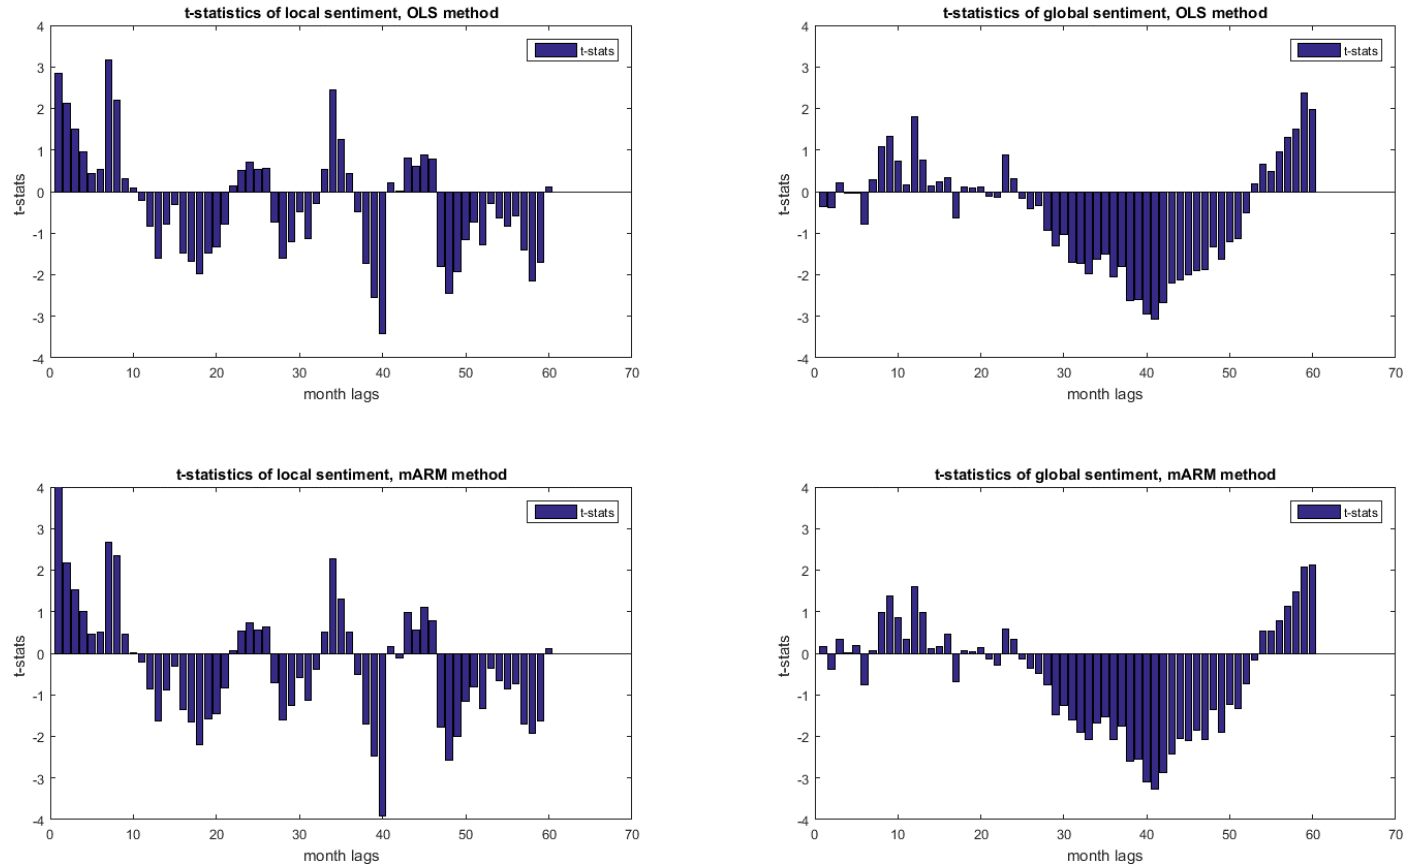 t-statistics of local sentiment, OLS method
4
3
2
1
0
-1
-2
-3
-4
t-stats
t-stats
0 10 20 30 40 50 60 70
month lags
t-statistics of global sentiment, OLS method
4
3
2
1
0
-1
-2
-3
-4
t-stats
t-stats
0 10 20 30 40 50 60 70
month lags
t-statistics of local sentiment, mARM method
4
3
2
1
0
-1
-2
-3
-4
t-stats
t-stats
0 10 20 30 40 50 60 70
month lags
t-statistics of global sentiment, mARM method
4
3
2
1
0
-1
-2
-3
-4
t-stats
t-stats
0 10 20 30 40 50 60 70
month lags